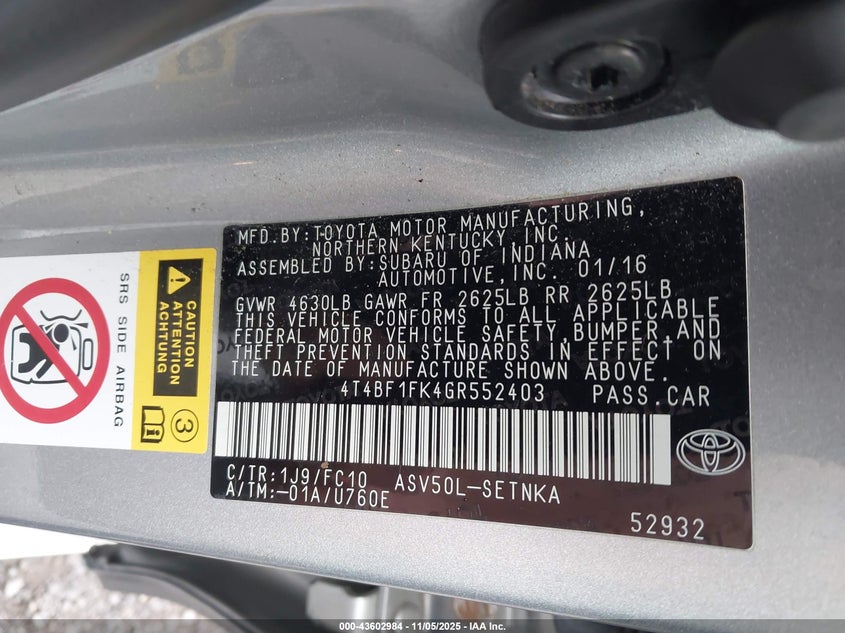 MFD.BY:TOYOTA MOTOR MANUFACTURING,
NORTHERN KENTUCKY, INC.
ASSEMBLED BY:SUBARU OF INDIANA
AUTOMOTIVE,INC. 01/16
GVWR 4630LB GAWR FR 2625LB RR 2625LB
THIS VEHICLE CONFORMS TO ALL APPLICABLE
FEDERAL MOTOR VEHICLE SAFETY,BUMPER,AND
THEFT PREVENTION STANDARDS IN EFFECT ON
THE DATE OF MANUFACTURE SHOWN ABOVE.
4T4BF1FK4GR552403 PASS.CAR
C/TR:1J9/FC10 ASV50L-SETNKA
A/TM:-01A/U760E
52932
SRS SIDE AIRBAG
CAUTION
ATTENTION
ACHTUNG
3
000-43602984 - 11/05/2025 - IAA Inc.